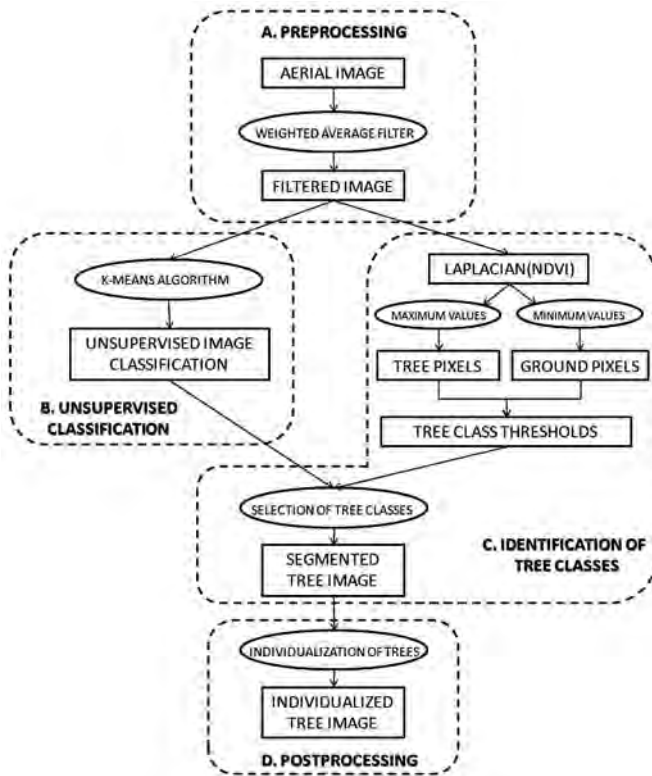 A. PREPROCESSING
AERIAL IMAGE
WEIGHTED AVERAGE FILTER
FILTERED IMAGE
K-MEANS ALGORITHM
UNSUPERVISED IMAGE
CLASSIFICATION
B. UNSUPERVISED
CLASSIFICATION
LAPLACIAN(NDVI)
MAXIMUM VALUES
MINIMUM VALUES
TREE PIXELS
GROUND PIXELS
TREE CLASS THRESHOLDS
SELECTION OF TREE CLASSES
SEGMENTED
TREE IMAGE
C. IDENTIFICATION OF
TREE CLASSES
INDIVIDUALIZATION OF TREES
INDIVIDUALIZED
TREE IMAGE
D. POSTPROCESSING